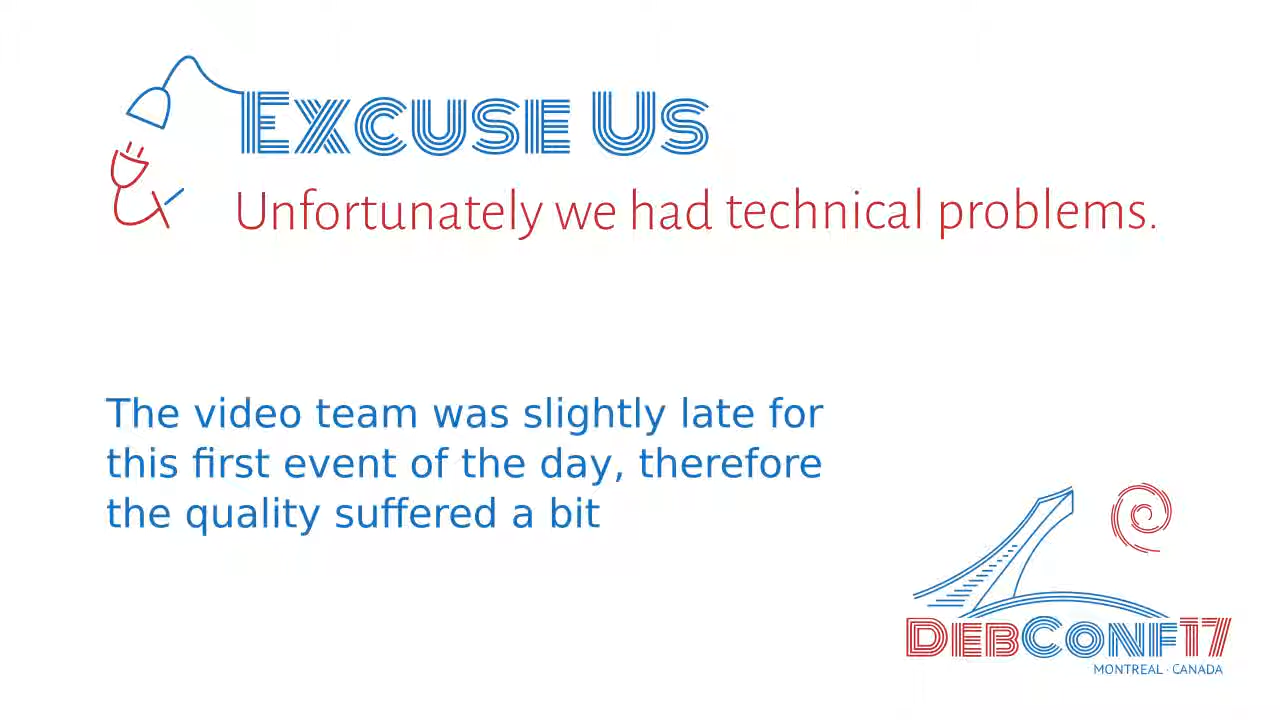 Excuse Us
Unfortunately we had technical problems.
The video team was slightly late for
this first event of the day, therefore
the quality suffered a bit
DebConf17
MONTREAL · CANADA